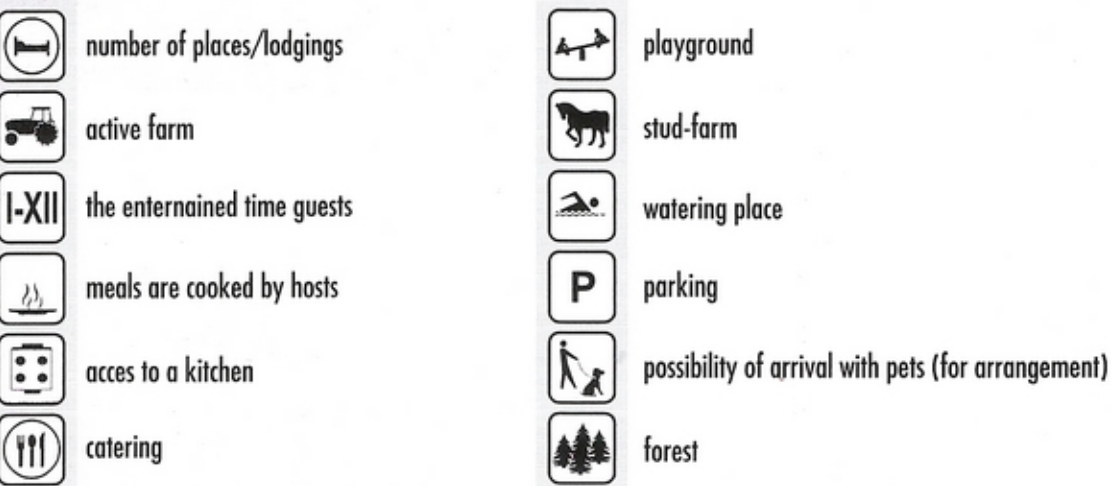 number of places/lodgings
active farm
I-XII the enternained time guests
meals are cooked by hosts
acces to a kitchen
catering
playground
stud-farm
watering place
P parking
possibility of arrival with pets (for arrangement)
forest